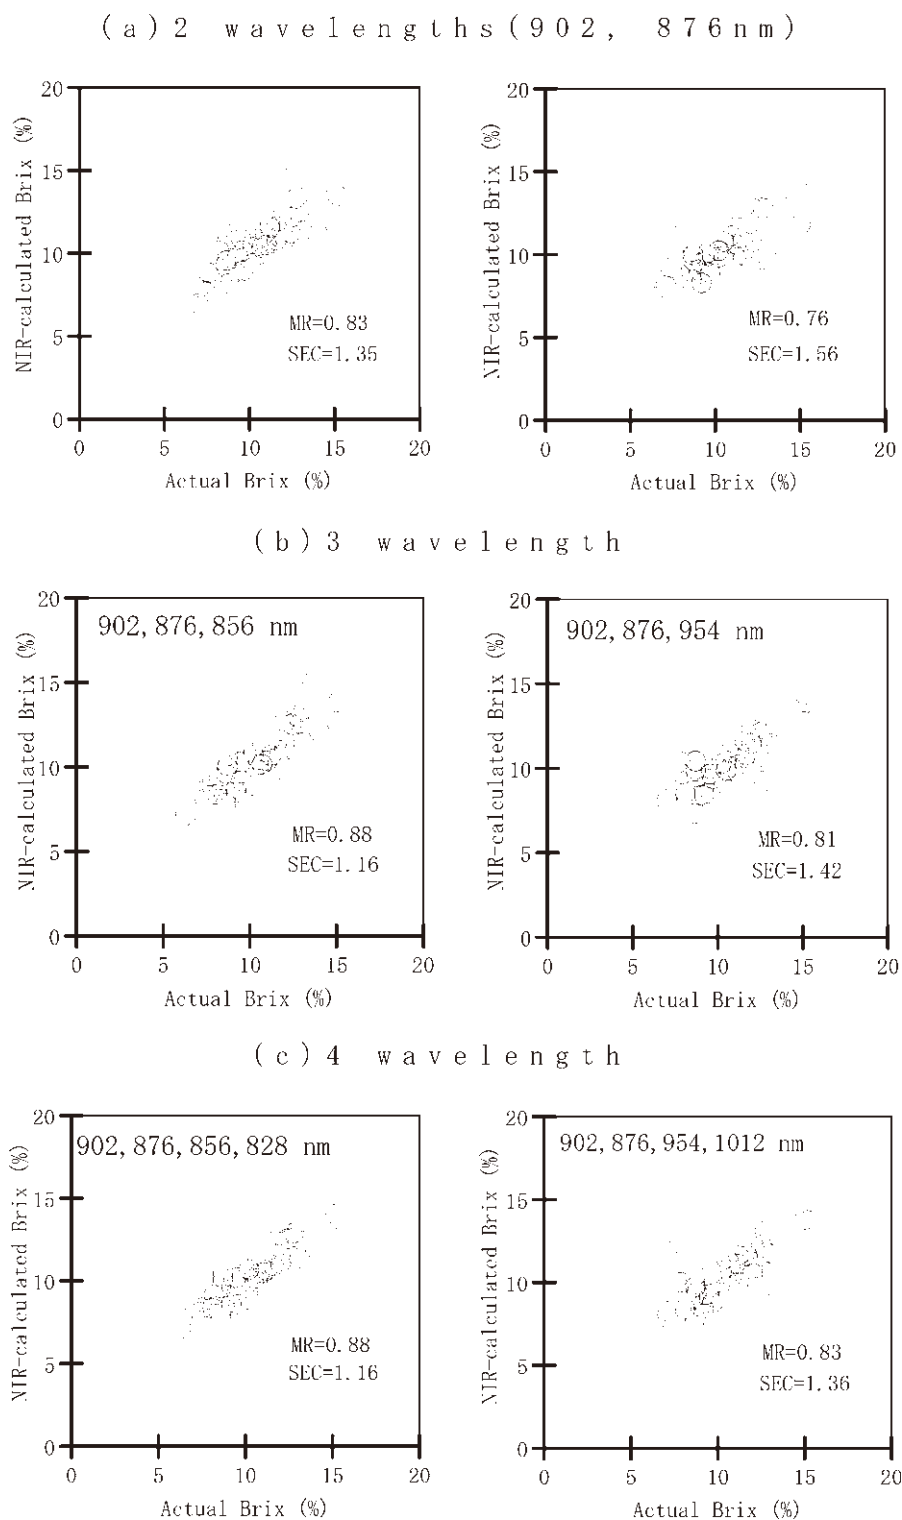 (a)2 wavelengths(902, 876nm)
20
15
10
5
0
0 5 10 15 20
NIR-calculated Brix (%)
Actual Brix (%)
MR=0.83
SEC=1.35
20
15
10
5
0
0 5 10 15 20
NIR-calculated Brix (%)
Actual Brix (%)
MR=0.76
SEC=1.56
(b)3 wavelength
902,876,856 nm
20
15
10
5
0
0 5 10 15 20
NIR-calculated Brix (%)
Actual Brix (%)
MR=0.88
SEC=1.16
902,876,954 nm
20
15
10
5
0
0 5 10 15 20
NIR-calculated Brix (%)
Actual Brix (%)
MR=0.81
SEC=1.42
(c)4 wavelength
902,876,856,828 nm
20
15
10
5
0
0 5 10 15 20
NIR-calculated Brix (%)
Actual Brix (%)
MR=0.88
SEC=1.16
902,876,954,1012 nm
20
15
10
5
0
0 5 10 15 20
NIR-calculated Brix (%)
Actual Brix (%)
MR=0.83
SEC=1.36